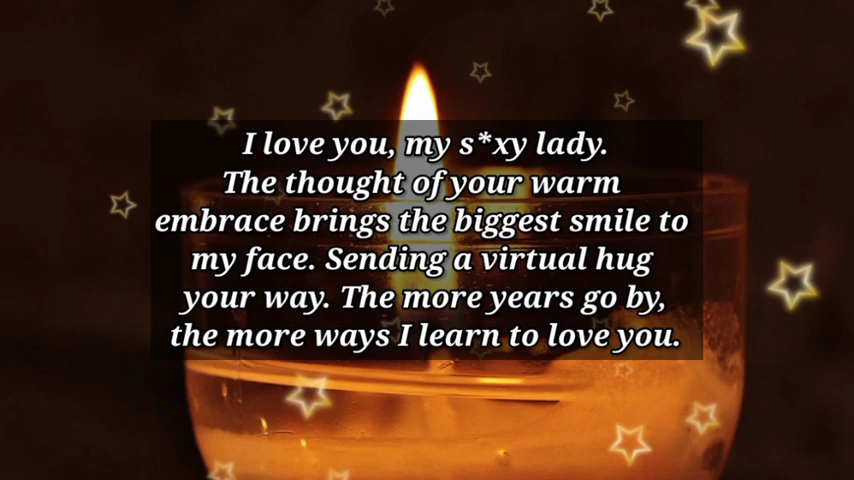 I love you, my s*xy lady.
The thought of your warm
embrace brings the biggest smile to
my face. Sending a virtual hug
your way. The more years go by,
the more ways I learn to love you.